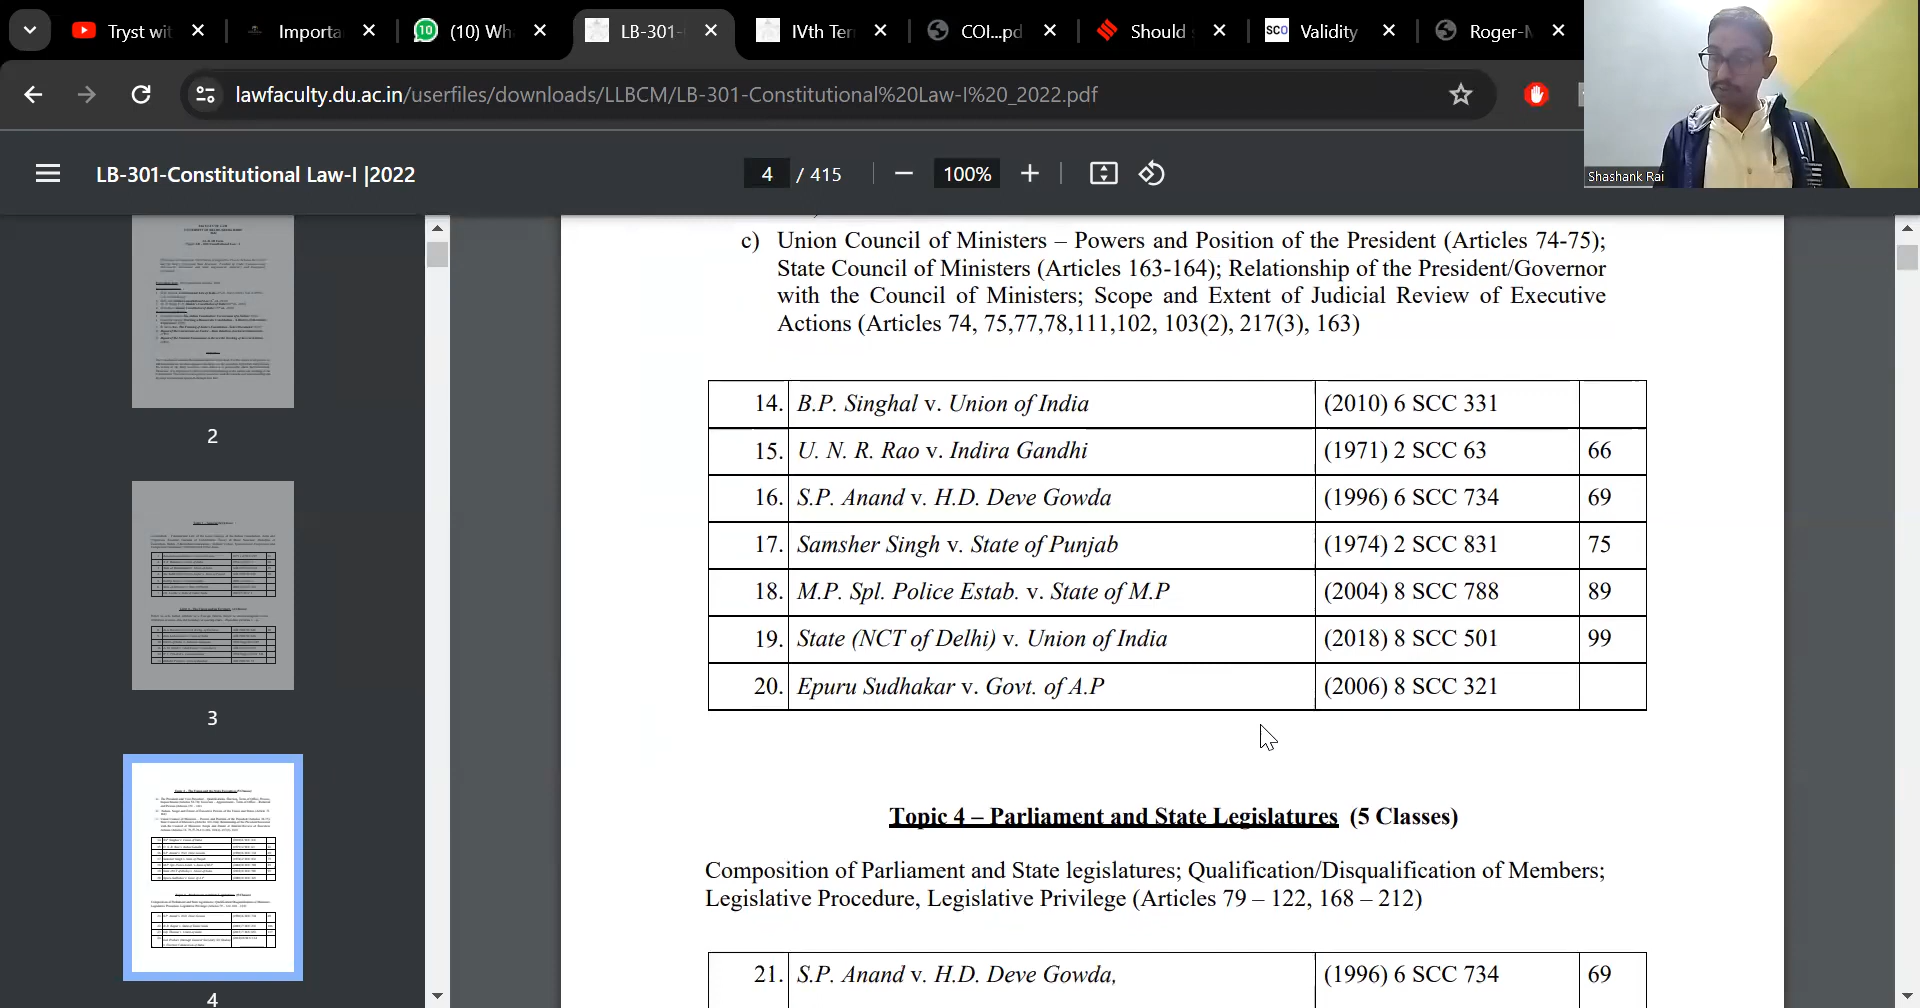 Tryst wit
Importa
10
(10) Wh
LB-301-
IVth Ter
COI...pd
Should
SCO
Validity
Roger-M
lawfaculty.du.ac.in/userfiles/downloads/LLBCM/LB-301-Constitutional%20Law-I%20_2022.pdf
Shashank Rai
LB-301-Constitutional Law-I |2022
4 / 415
100%
2
3
4
c) Union Council of Ministers – Powers and Position of the President (Articles 74-75);
State Council of Ministers (Articles 163-164); Relationship of the President/Governor
with the Council of Ministers; Scope and Extent of Judicial Review of Executive
Actions (Articles 74, 75,77,78,111,102, 103(2), 217(3), 163)
14. B.P. Singhal v. Union of India (2010) 6 SCC 331
15. U. N. R. Rao v. Indira Gandhi (1971) 2 SCC 63 66
16. S.P. Anand v. H.D. Deve Gowda (1996) 6 SCC 734 69
17. Samsher Singh v. State of Punjab (1974) 2 SCC 831 75
18. M.P. Spl. Police Estab. v. State of M.P (2004) 8 SCC 788 89
19. State (NCT of Delhi) v. Union of India (2018) 8 SCC 501 99
20. Epuru Sudhakar v. Govt. of A.P (2006) 8 SCC 321
Topic 4 – Parliament and State Legislatures (5 Classes)
Composition of Parliament and State legislatures; Qualification/Disqualification of Members;
Legislative Procedure, Legislative Privilege (Articles 79 – 122, 168 – 212)
21. S.P. Anand v. H.D. Deve Gowda, (1996) 6 SCC 734 69